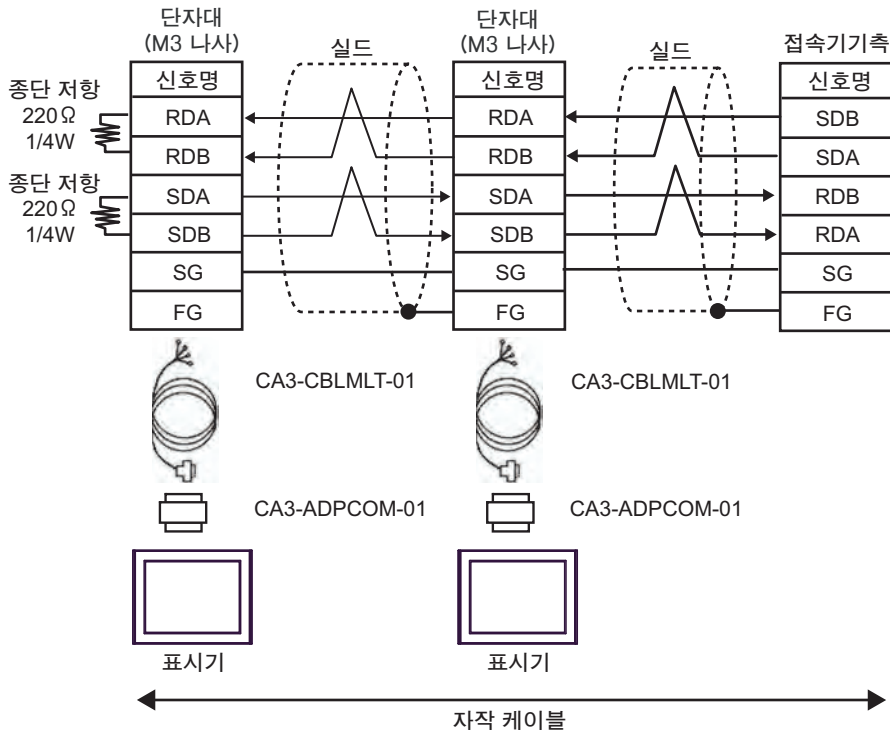 단자대
(M3 나사)
실드
단자대
(M3 나사)
실드
접속기기측
종단 저항
220Ω
1/4W
종단 저항
220Ω
1/4W
신호명
RDA
RDB
SDA
SDB
SG
FG
신호명
RDA
RDB
SDA
SDB
SG
FG
신호명
SDB
SDA
RDB
RDA
SG
FG
CA3-CBLMLT-01
CA3-CBLMLT-01
CA3-ADPCOM-01
CA3-ADPCOM-01
표시기
표시기
자작 케이블